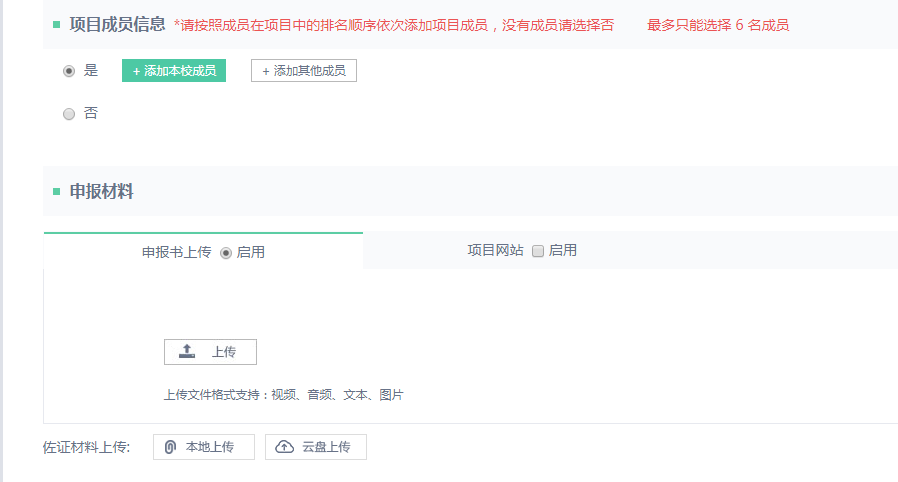 项目成员信息 *请按照成员在项目中的排名顺序依次添加项目成员，没有成员请选择否 最多只能选择 6 名成员
是 + 添加本校成员 + 添加其他成员
否
申报材料
申报书上传 启用 项目网站 启用
上传
上传文件格式支持：视频、音频、文本、图片
佐证材料上传: 本地上传 云盘上传